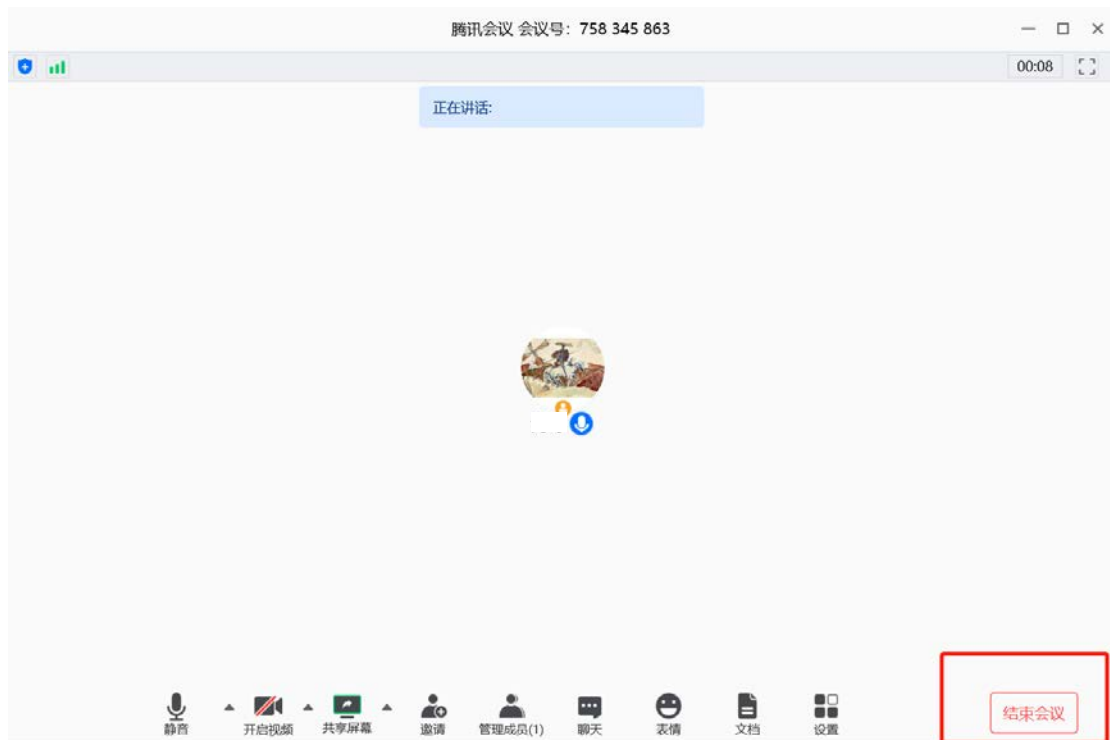 腾讯会议 会议号：758 345 863
00:08
正在讲话:
静音
开启视频
共享屏幕
邀请
管理成员(1)
聊天
表情
文档
设置
结束会议